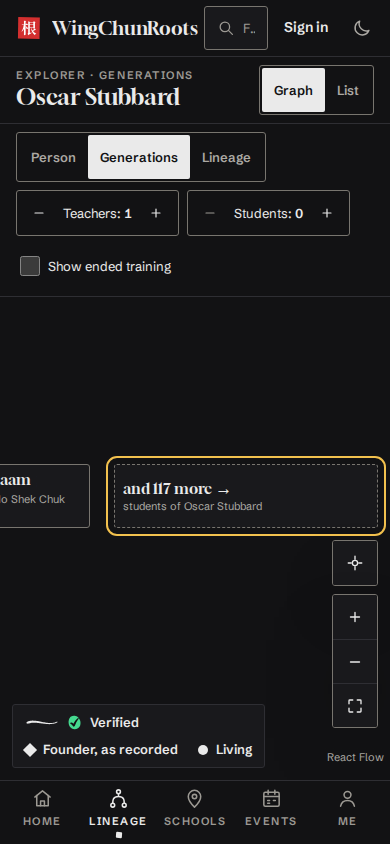 根 WingChunRoots F.. Sign in
EXPLORER · GENERATIONS
Oscar Stubbard
Graph List
Person Generations Lineage
− Teachers: 1 + − Students: 0 +
Show ended training
aam
lo Shek Chuk
and 117 more →
students of Oscar Stubbard
+
−
Verified
Founder, as recorded Living
React Flow
HOME LINEAGE SCHOOLS EVENTS ME